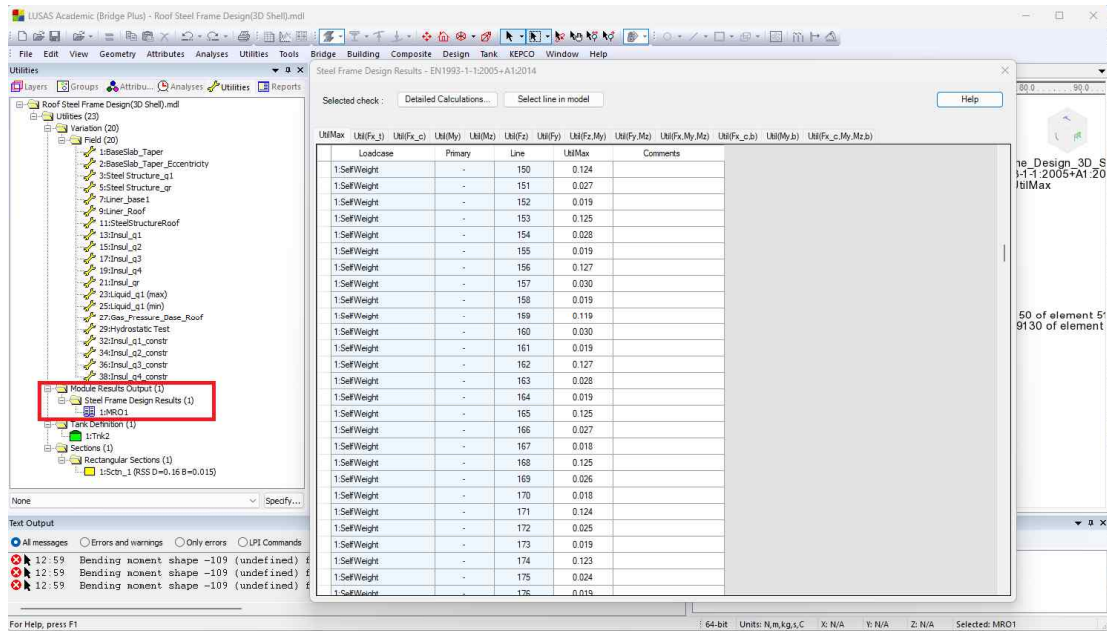 LUSAS Academic (Bridge Plus) - Roof Steel Frame Design(3D Shell).mdl
File Edit View Geometry Attributes Analyses Utilities Tools Bridge Building Composite Design Tank KEPCO Window Help
Utilities
Layers Groups Attribu... Analyses Utilities Reports
Roof Steel Frame Design(3D Shell).mdl
Utilities (23)
Variation (20)
Field (20)
1:BaseSlab_Taper
2:BaseSlab_Taper_Eccentricity
3:Steel Structure_q1
5:Steel Structure_qr
7:Liner_base1
9:Liner_Roof
11:SteelStructureRoof
13:Insul_q1
15:Insul_q2
17:Insul_q3
19:Insul_q4
21:Insul_qr
23:Liquid_q1 (max)
25:Liquid_q1 (min)
27:Gas_Pressure_Base_Roof
29:Hydrostatic Test
32:Insul_q1_constr
34:Insul_q2_constr
36:Insul_q3_constr
38:Insul_q4_constr
Module Results Output (1)
Steel Frame Design Results (1)
1:MRO1
Tank Definition (1)
1:Tnk2
Sections (1)
Rectangular Sections (1)
1:Sctn_1 (RSS D=0.16 B=0.015)
None Specify...
Text Output
All messages Errors and warnings Only errors LPI Commands
12:59 Bending moment shape -109 (undefined) f
12:59 Bending moment shape -109 (undefined) f
12:59 Bending moment shape -109 (undefined) f
Steel Frame Design Results - EN1993-1-1:2005+A1:2014
Selected check : Detailed Calculations... Select line in model Help
UtilMax Util(Fx_t) Util(Fx_c) Util(My) Util(Mz) Util(Fz) Util(Fy) Util(Fz,My) Util(Fy,Mz) Util(Fx,My,Mz) Util(Fx_c,b) Util(My,b) Util(Fx_c,My,Mz,b)
Loadcase Primary Line UtilMax Comments
1:SelfWeight - 150 0.124
1:SelfWeight - 151 0.027
1:SelfWeight - 152 0.019
1:SelfWeight - 153 0.125
1:SelfWeight - 154 0.028
1:SelfWeight - 155 0.019
1:SelfWeight - 156 0.127
1:SelfWeight - 157 0.030
1:SelfWeight - 158 0.019
1:SelfWeight - 159 0.119
1:SelfWeight - 160 0.030
1:SelfWeight - 161 0.019
1:SelfWeight - 162 0.127
1:SelfWeight - 163 0.028
1:SelfWeight - 164 0.019
1:SelfWeight - 165 0.125
1:SelfWeight - 166 0.027
1:SelfWeight - 167 0.018
1:SelfWeight - 168 0.125
1:SelfWeight - 169 0.026
1:SelfWeight - 170 0.018
1:SelfWeight - 171 0.124
1:SelfWeight - 172 0.025
1:SelfWeight - 173 0.019
1:SelfWeight - 174 0.123
1:SelfWeight - 175 0.024
1:SelfWeight - 176 0.019
80.0 90.0
me_Design_3D_S
3-1-1:2005+A1:20
UtilMax
50 of element 51
9130 of element
For Help, press F1
64-bit Units: N,m,kg,s,C X: N/A Y: N/A Z: N/A Selected: MRO1